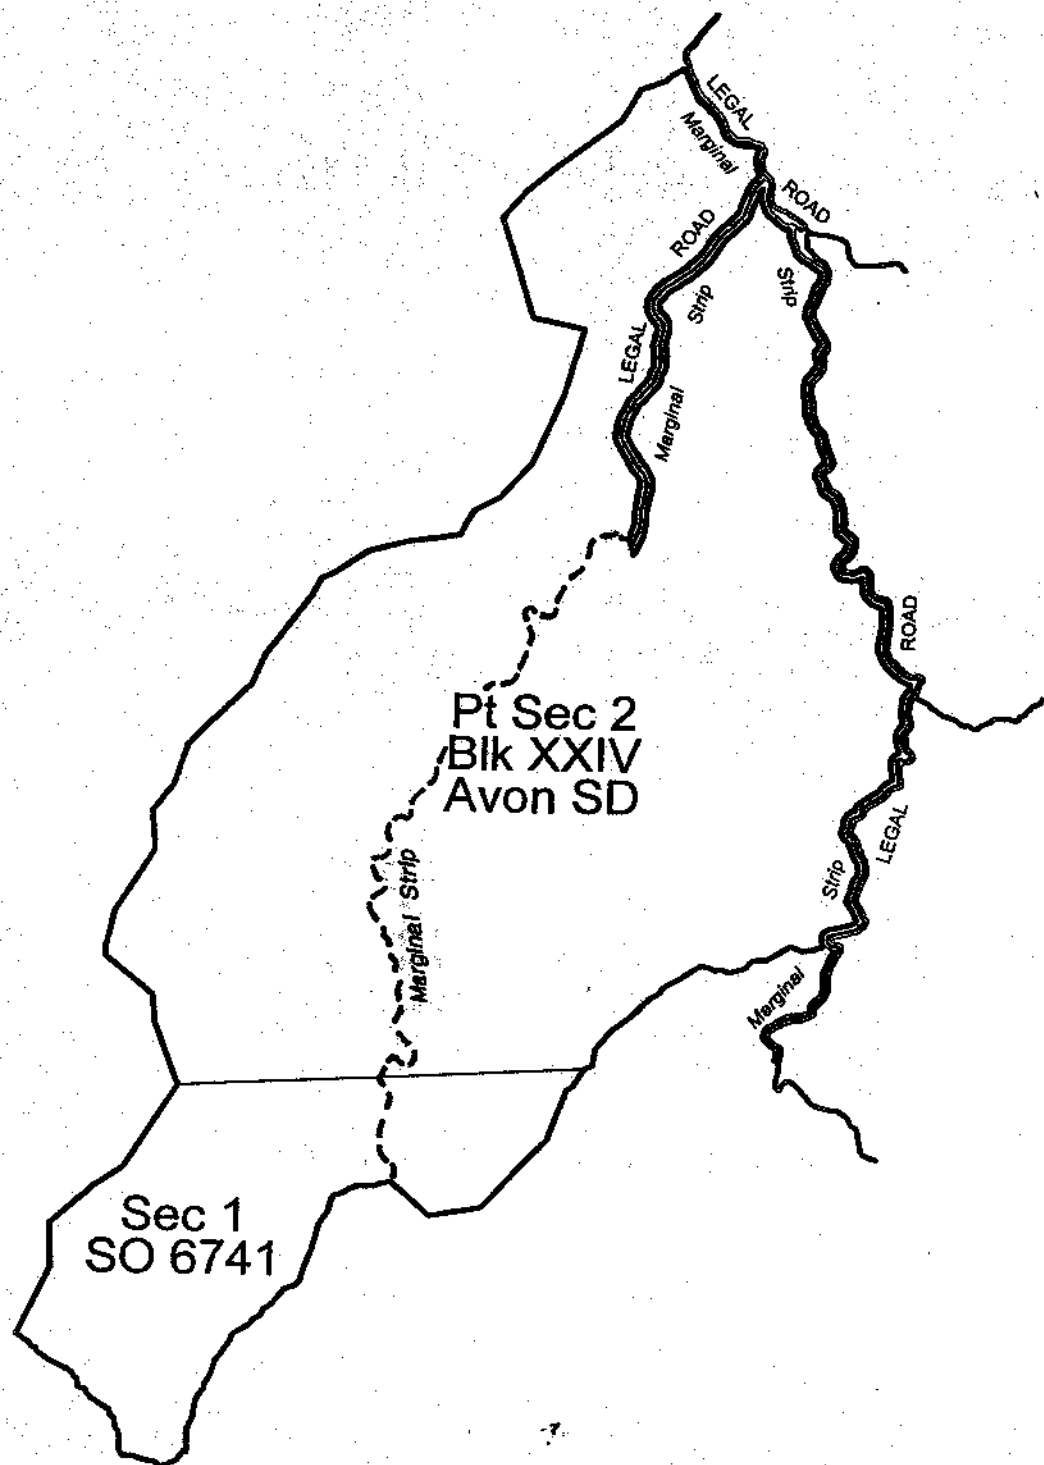 LEGAL
Marginal
ROAD
ROAD
Strip
Strip
LEGAL
Marginal
ROAD
Pt Sec 2
Blk XXIV
Avon SD
LEGAL
Strip
Marginal Strip
Marginal
Sec 1
SO 6741